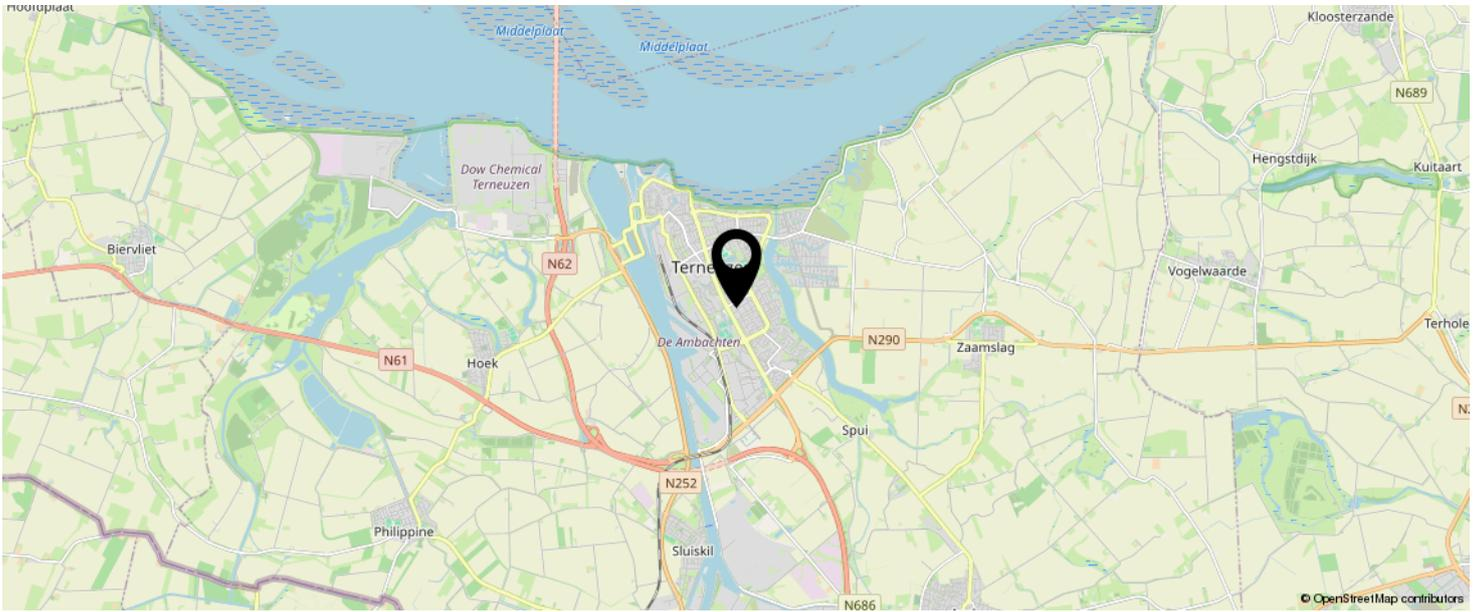 Hoofdplaat
Kloosterzande
Middelplaat
Middelplaat
N689
Hengstdijk
Kuitaart
Dow Chemical
Terneuzen
Biervliet
N62
Vogelwaarde
Terhole
De Ambachten
N290
Zaamslag
N61
Hoek
Spui
N252
Philippine
Sluiskil
N686
© OpenStreetMap contributors